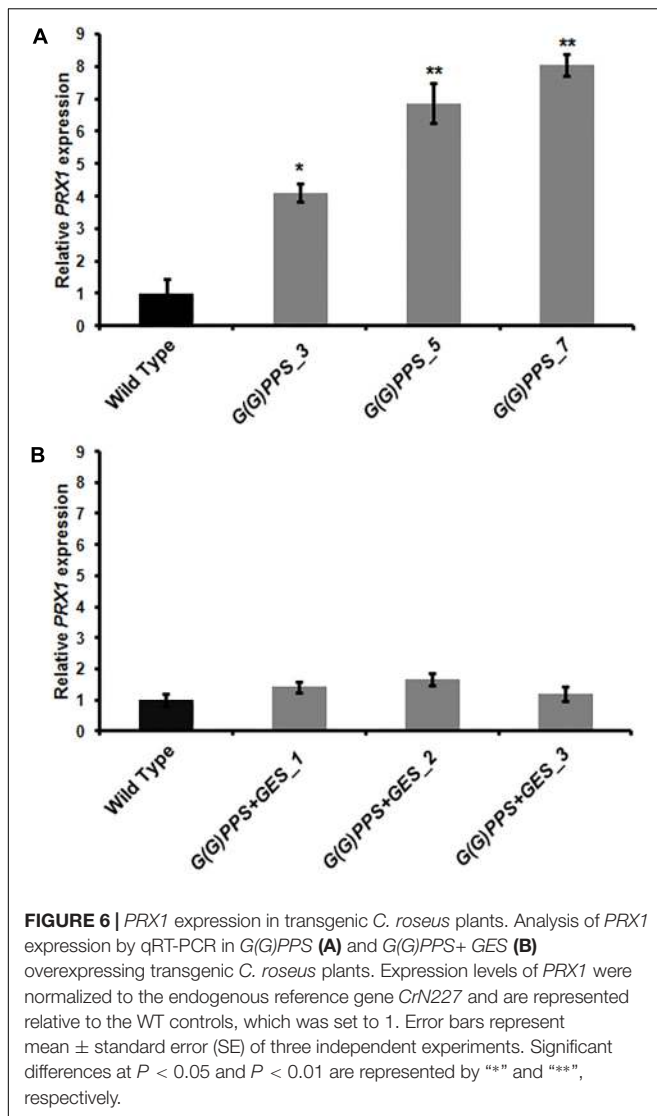 A
Relative PRX1 expression
9
8
7
6
5
4
3
2
1
0
*
**
**
Wild Type
G(G)PPS_3
G(G)PPS_5
G(G)PPS_7
B
Relative PRX1 expression
9
8
7
6
5
4
3
2
1
0
Wild Type
G(G)PPS+GES_1
G(G)PPS+GES_2
G(G)PPS+GES_3
FIGURE 6 | PRX1 expression in transgenic C. roseus plants. Analysis of PRX1
expression by qRT-PCR in G(G)PPS (A) and G(G)PPS+ GES (B)
overexpressing transgenic C. roseus plants. Expression levels of PRX1 were
normalized to the endogenous reference gene CrN227 and are represented
relative to the WT controls, which was set to 1. Error bars represent
mean ± standard error (SE) of three independent experiments. Significant
differences at P < 0.05 and P < 0.01 are represented by “*” and “**”,
respectively.